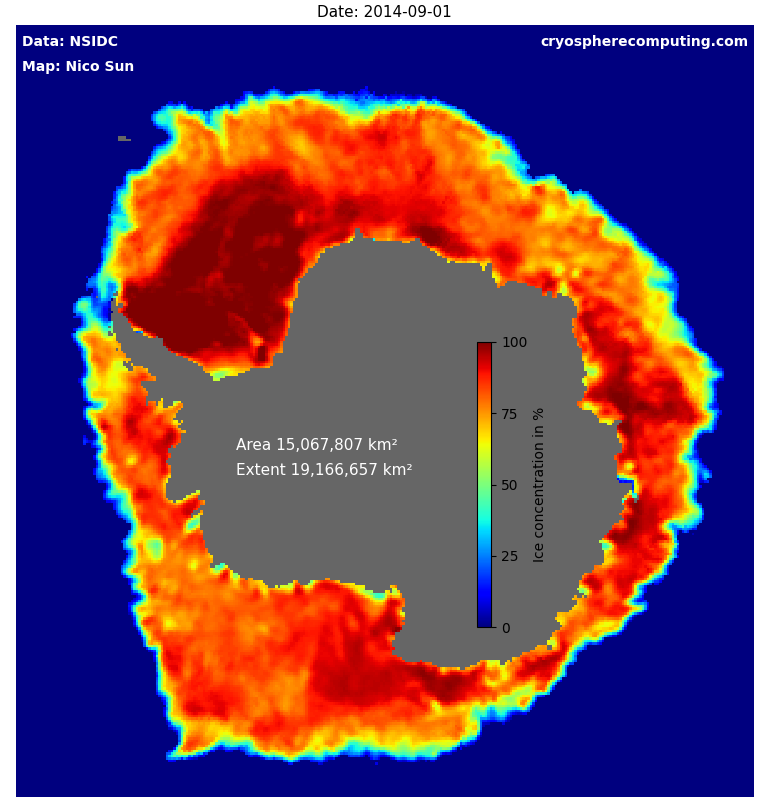 Date: 2014-09-01
Data: NSIDC
cryospherecomputing.com
Map: Nico Sun
100
75
50
25
0
Ice concentration in %
Area 15,067,807 km²
Extent 19,166,657 km²